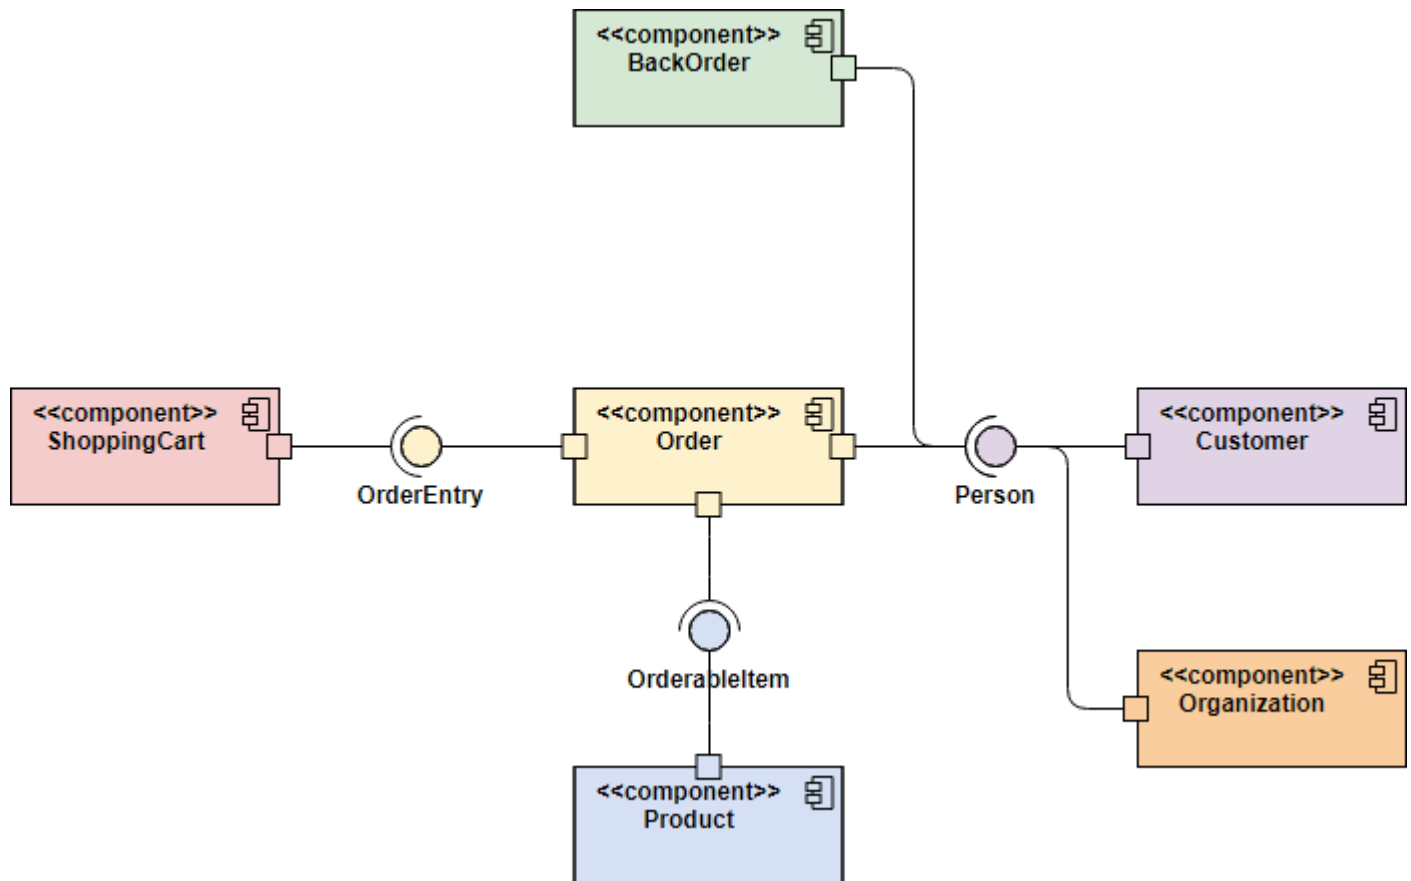 <<component>>
BackOrder
<<component>>
ShoppingCart
OrderEntry
<<component>>
Order
Person
<<component>>
Customer
OrderableItem
<<component>>
Organization
<<component>>
Product